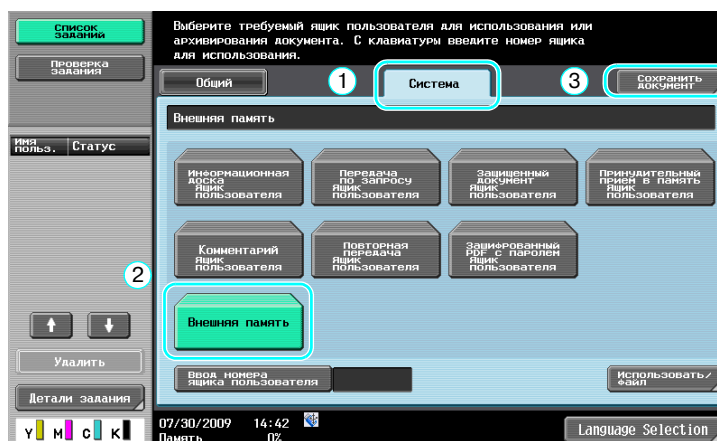 Список
заданий
Проверка
задания
Имя
польз.
Статус
Удалить
Детали задания
Y M C K
Выберите требуемый ящик пользователя для использования или
архивирования документа. С клавиатуры введите номер ящика
для использования.
Общий
1
Система
3
Сохранить
документ
Внешняя память
Информационная
доска
Ящик
пользователя
Передача
по запросу
Ящик
пользователя
Защищенный
документ
Ящик
пользователя
Принудительный
прием в память
Ящик
пользователя
Комментарий
Ящик
пользователя
Повторная
передача
Ящик
пользователя
Зашифрованный
PDF с паролем
Ящик
пользователя
2
Внешняя память
Ввод номера
ящика пользователя
Использовать/
файл
07/30/2009 14:42
Память 0%
Language Selection